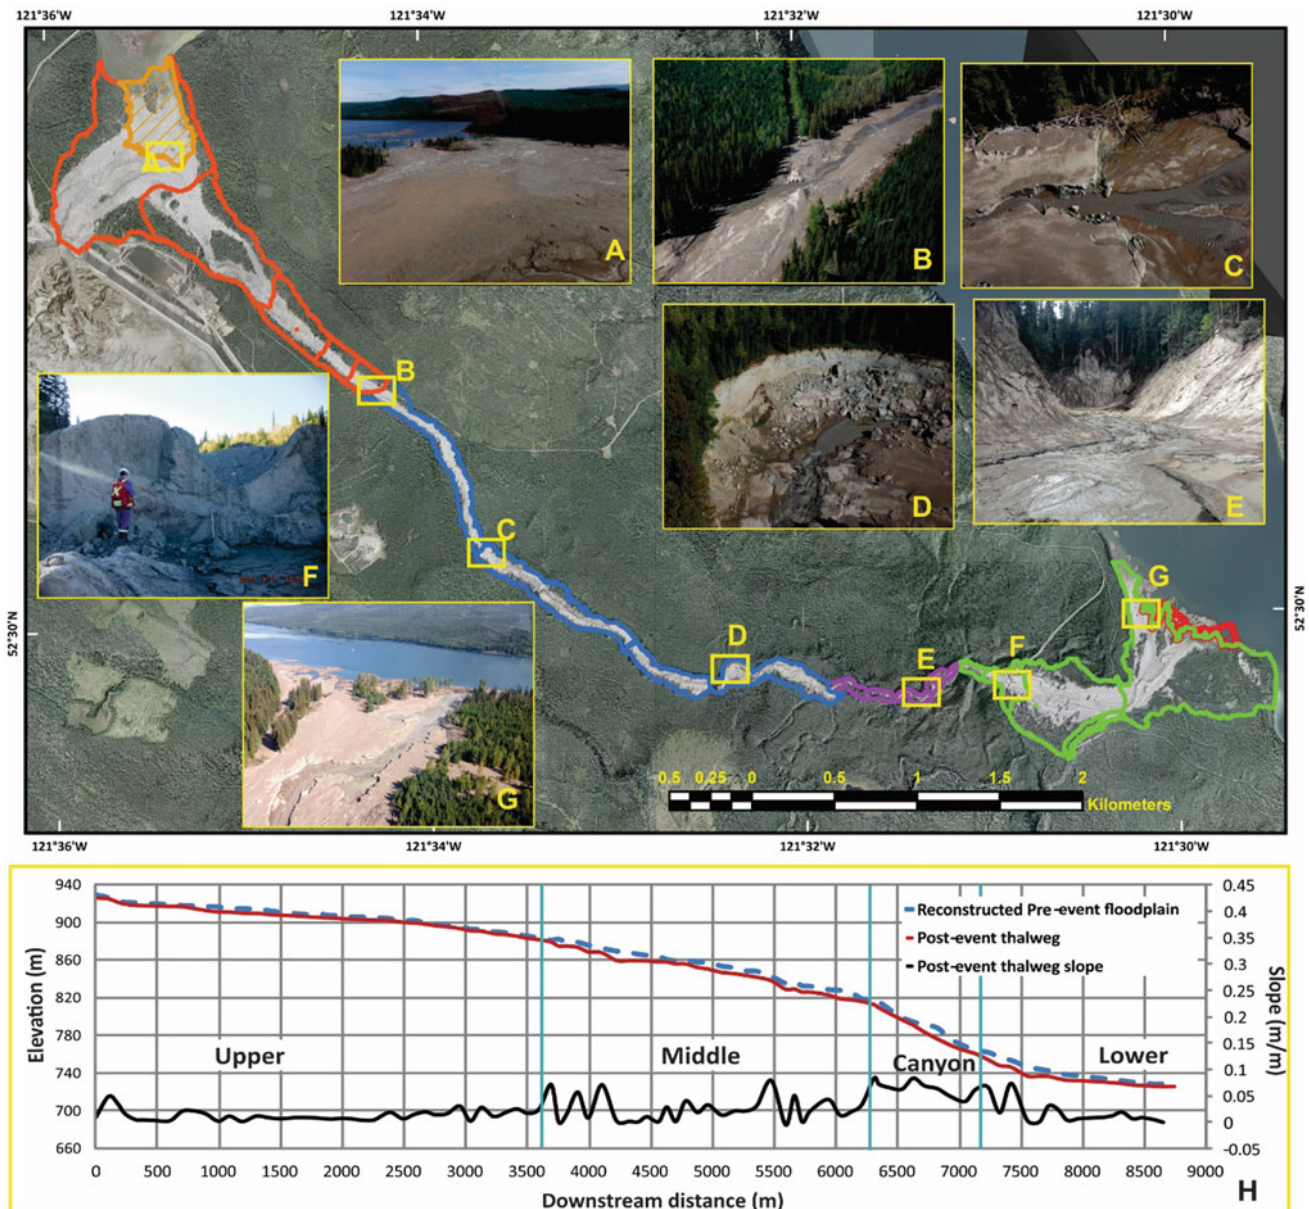 121°36'W 121°34'W 121°32'W 121°30'W
A
B
C
A
B
C
D
E
F
G
D
E
F
G
52°30'N
52°30'25
0.5 0.25 0 0.5 1 1.5 2
Kilometers
121°36'W 121°34'W 121°32'W 121°30'W
940
900
860
820
780
740
700
660
Elevation (m)
0.45
0.4
0.35
0.3
0.25
0.2
0.15
0.1
0.05
0
-0.05
Slope (m/m)
Reconstructed Pre-event floodplain
Post-event thalweg
Post-event thalweg slope
Upper
Middle
Canyon
Lower
0 500 1000 1500 2000 2500 3000 3500 4000 4500 5000 5500 6000 6500 7000 7500 8000 8500 9000
Downstream distance (m)
H